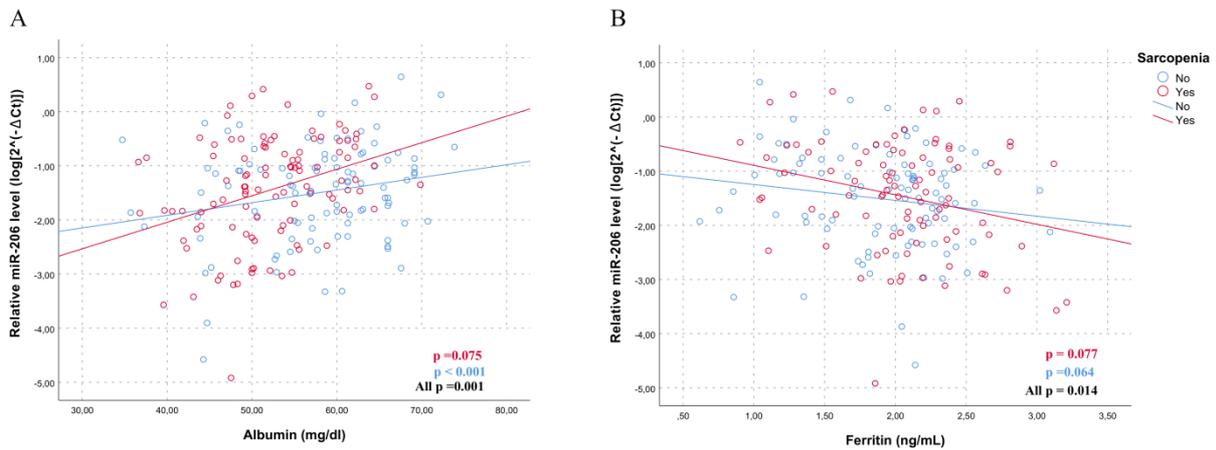 A
Relative miR-206 level (log[2^(-ΔCt)])
1,00
,00
-1,00
-2,00
-3,00
-4,00
-5,00
30,00 40,00 50,00 60,00 70,00 80,00
Albumin (mg/dl)
p =0.075
p < 0.001
All p =0.001
B
Relative miR-206 level (log[2^(-ΔCt)])
1,00
,00
-1,00
-2,00
-3,00
-4,00
-5,00
,50 1,00 1,50 2,00 2,50 3,00 3,50
Ferritin (ng/mL)
p = 0.077
p =0.064
All p = 0.014
Sarcopenia
No
Yes
No
Yes